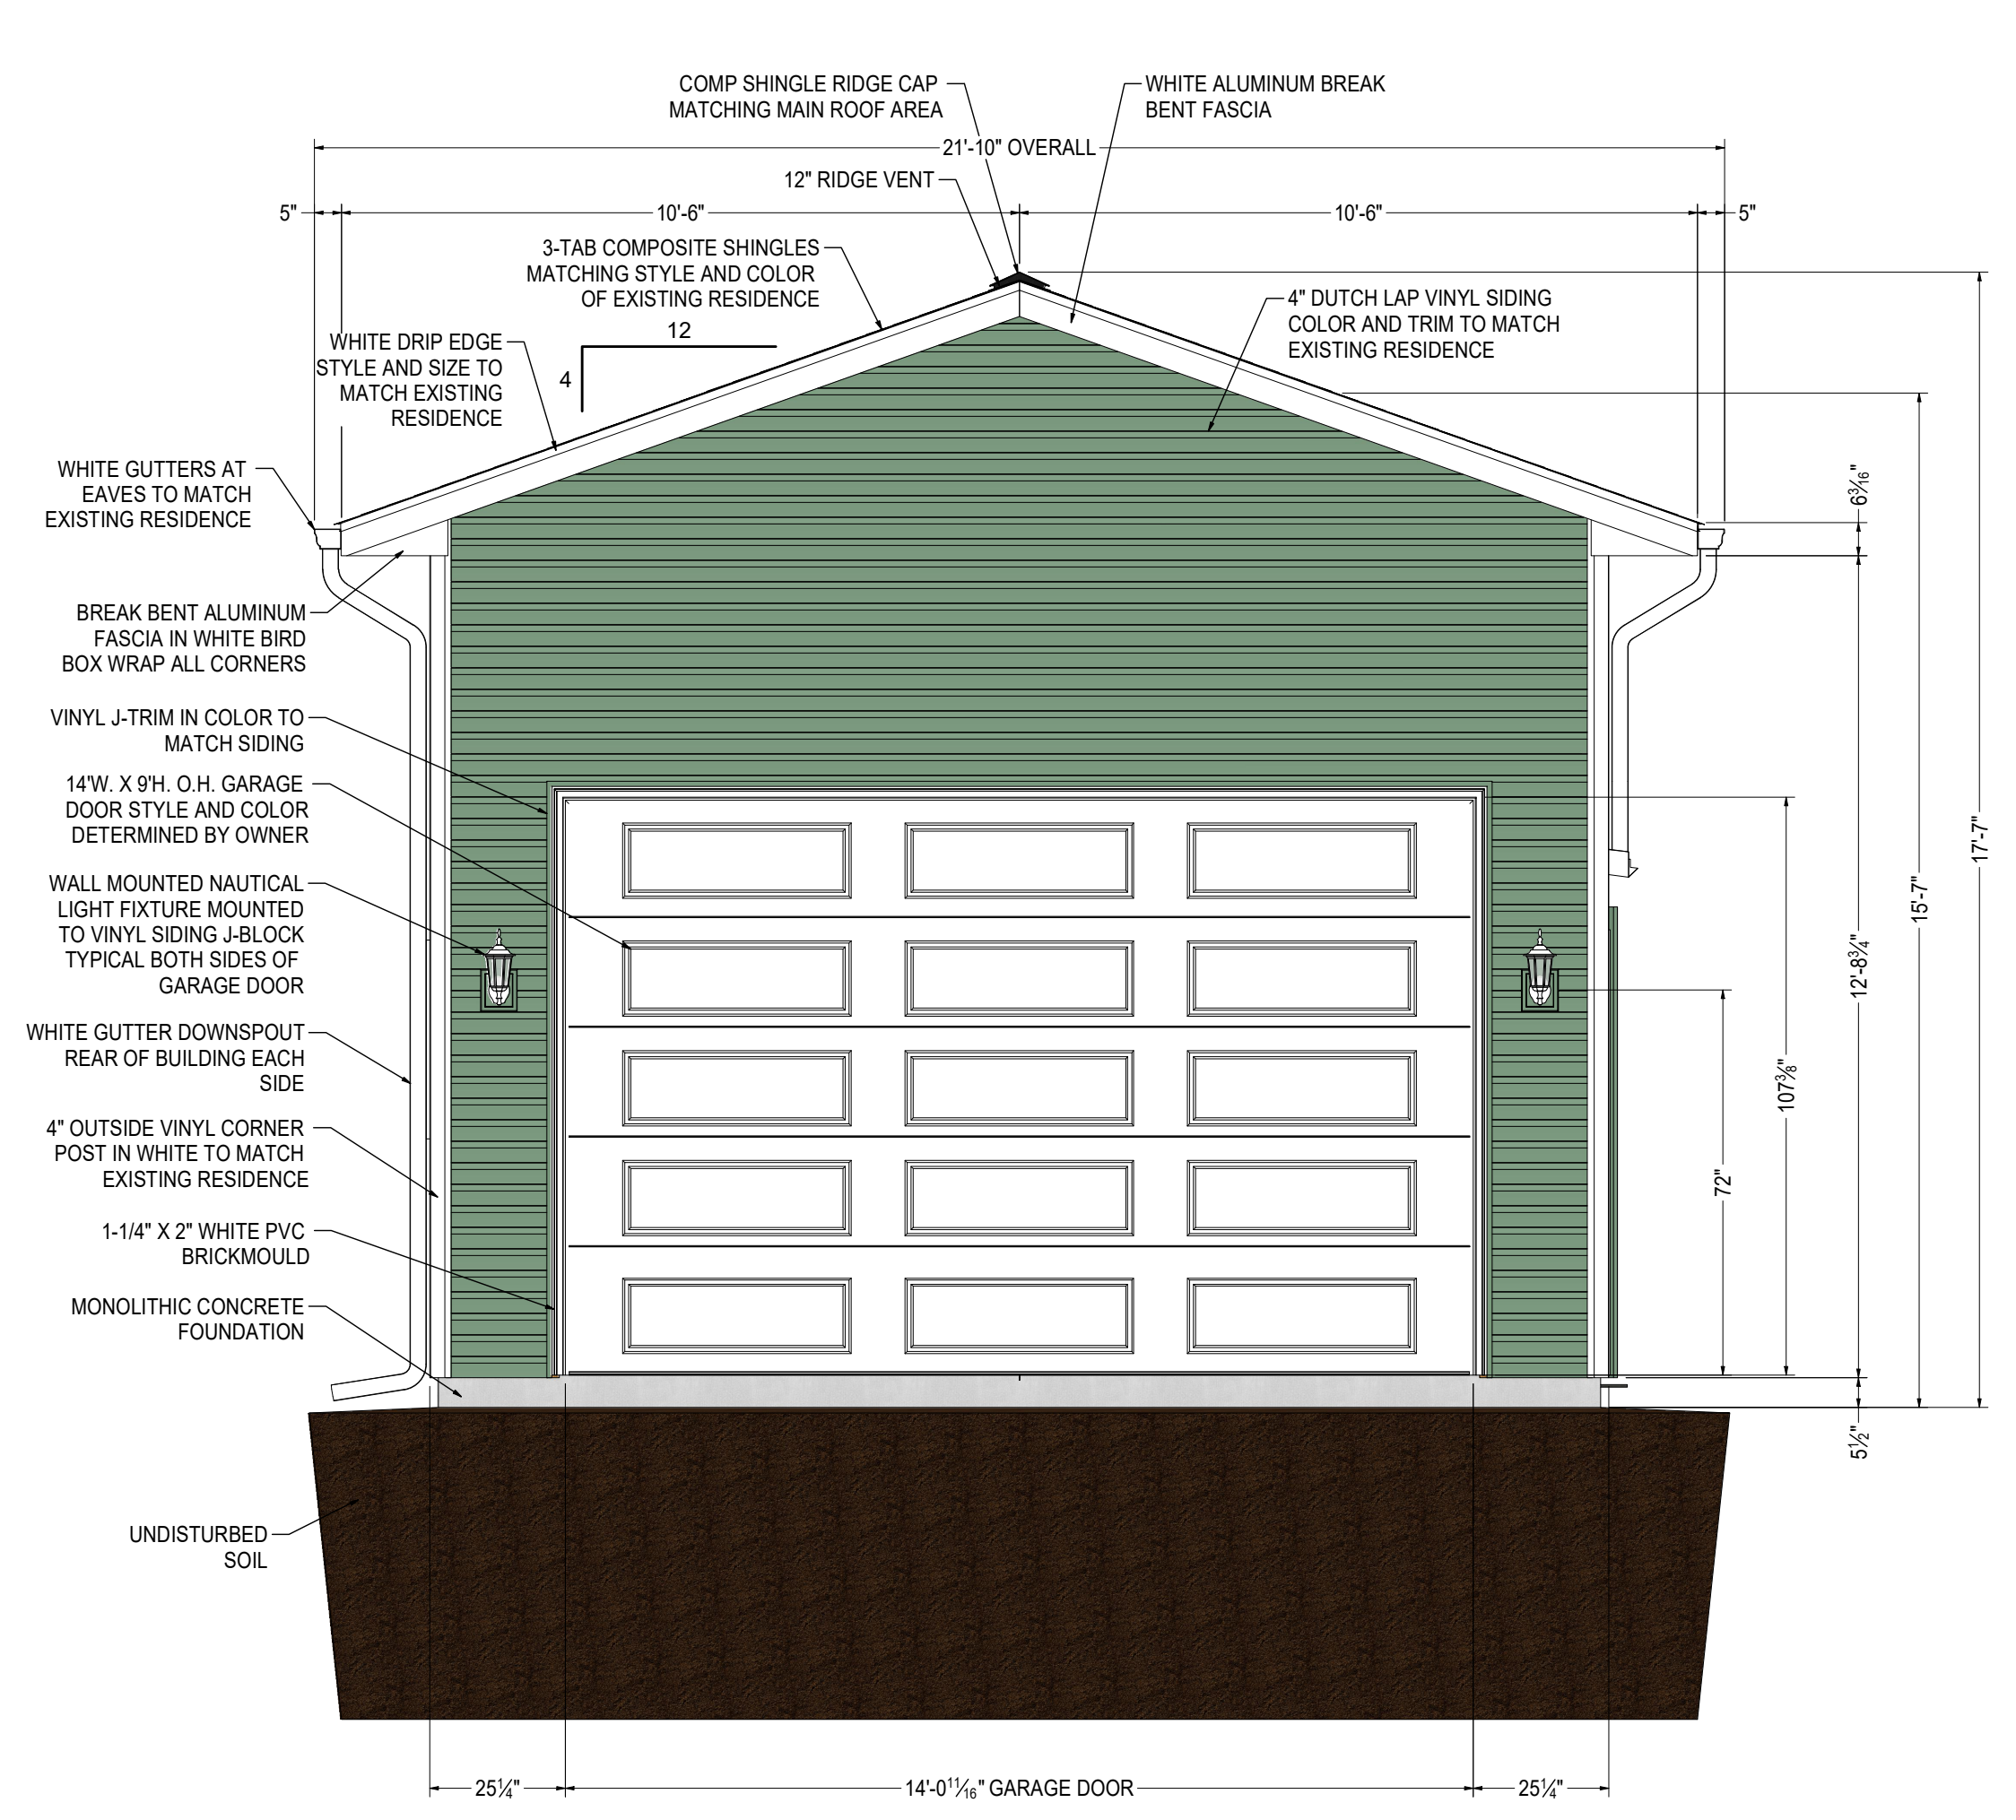 COMP SHINGLE RIDGE CAP
MATCHING MAIN ROOF AREA
WHITE ALUMINUM BREAK
BENT FASCIA
21'-10" OVERALL
12" RIDGE VENT
5"
10'-6"
10'-6"
5"
3-TAB COMPOSITE SHINGLES
MATCHING STYLE AND COLOR
OF EXISTING RESIDENCE
4" DUTCH LAP VINYL SIDING
COLOR AND TRIM TO MATCH
EXISTING RESIDENCE
12
4
WHITE DRIP EDGE
STYLE AND SIZE TO
MATCH EXISTING
RESIDENCE
WHITE GUTTERS AT
EAVES TO MATCH
EXISTING RESIDENCE
BREAK BENT ALUMINUM
FASCIA IN WHITE BIRD
BOX WRAP ALL CORNERS
VINYL J-TRIM IN COLOR TO
MATCH SIDING
14'W. X 9'H. O.H. GARAGE
DOOR STYLE AND COLOR
DETERMINED BY OWNER
WALL MOUNTED NAUTICAL
LIGHT FIXTURE MOUNTED
TO VINYL SIDING J-BLOCK
TYPICAL BOTH SIDES OF
GARAGE DOOR
WHITE GUTTER DOWNSPOUT
REAR OF BUILDING EACH
SIDE
4" OUTSIDE VINYL CORNER
POST IN WHITE TO MATCH
EXISTING RESIDENCE
1-1/4" X 2" WHITE PVC
BRICKMOULD
MONOLITHIC CONCRETE
FOUNDATION
UNDISTURBED
SOIL
6 3/16"
17'-7"
15'-7"
12'-8 3/4"
107 3/8"
72"
5 1/2"
25 1/4"
14'-0 11/16" GARAGE DOOR
25 1/4"